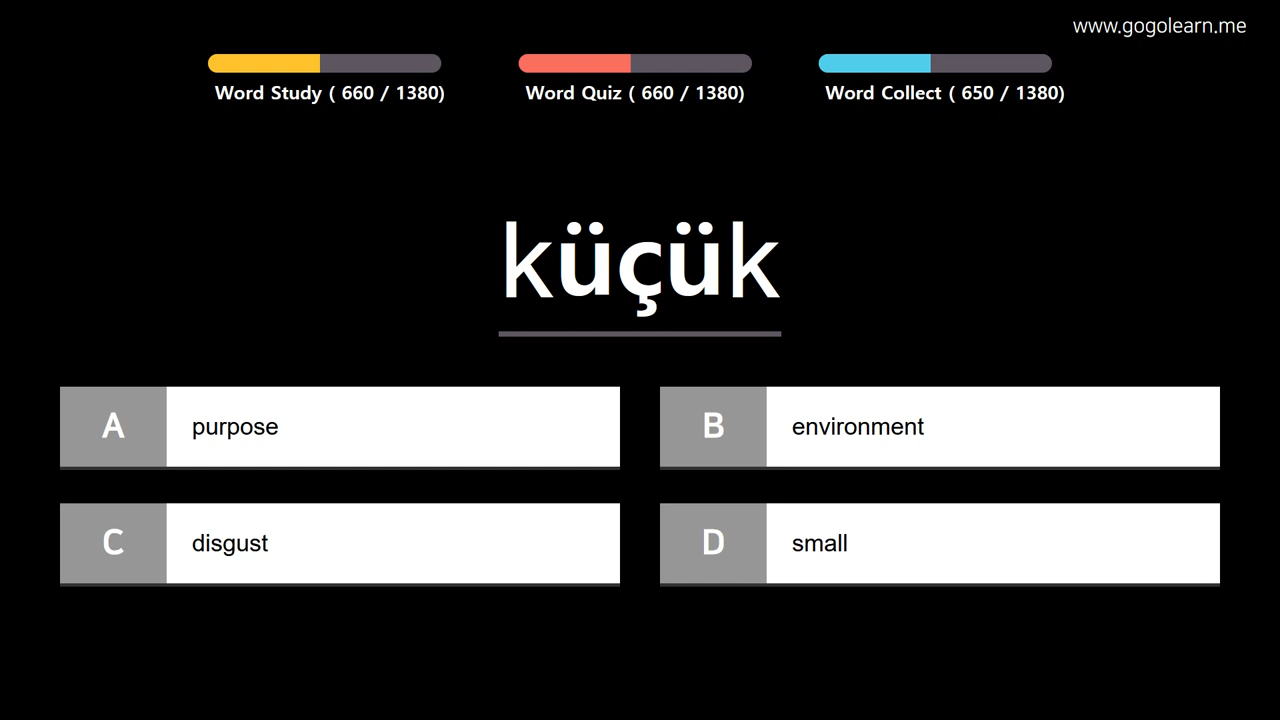 www.gogolearn.me
Word Study ( 660 / 1380)
Word Quiz ( 660 / 1380)
Word Collect ( 650 / 1380)
küçük
A purpose
B environment
C disgust
D small